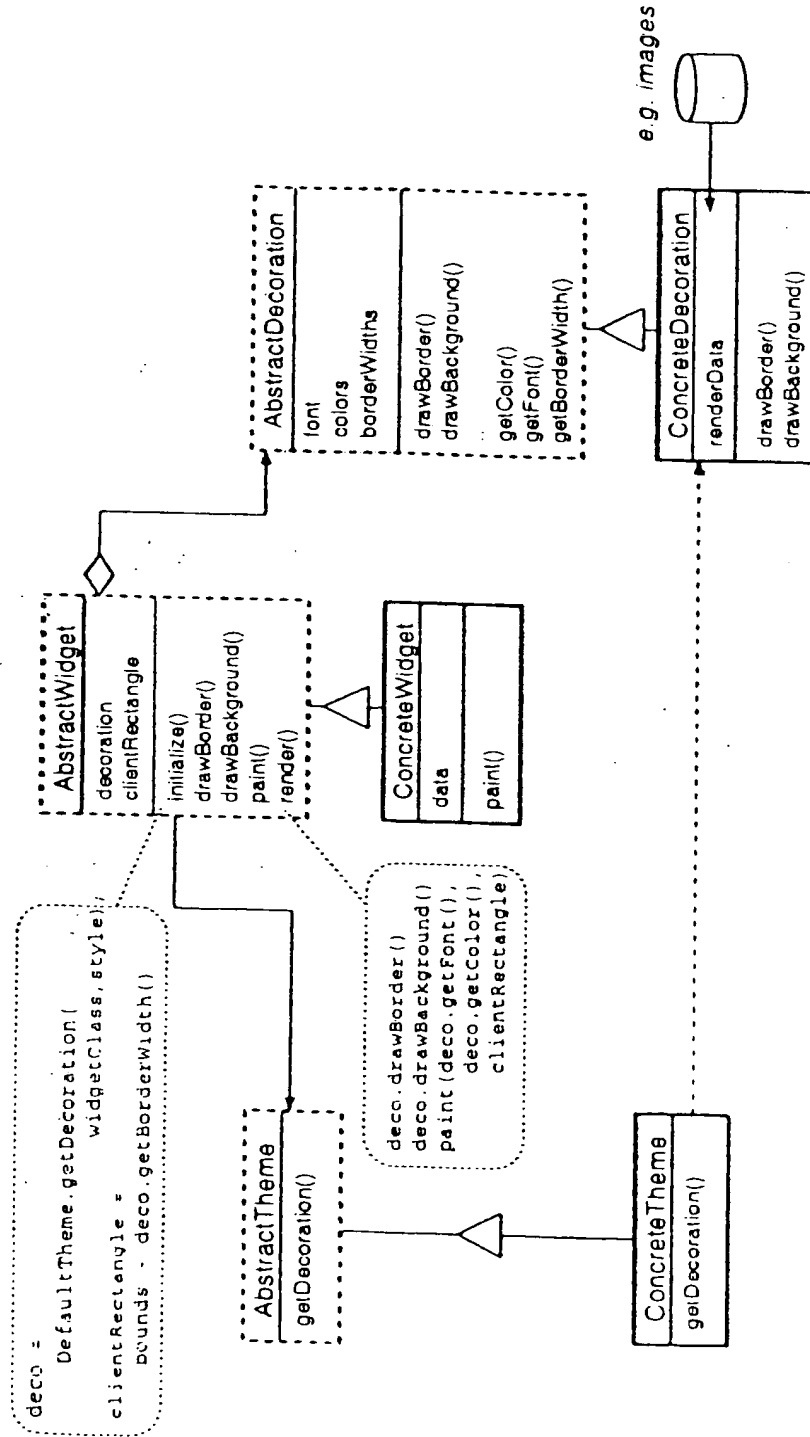 deco =
DefaultTheme.getDecoration(
widgetClass,style),
clientRectangle =
bounds - deco.getBorderWidth()
AbstractWidget
decoration
clientRectangle
initialize()
drawBorder()
drawBackground()
paint()
render()
AbstractTheme
getDecoration()
deco.drawBorder()
deco.drawBackground()
paint(deco.getFont(),
deco.getColor(),
clientRectangle)
ConcreteWidget
data
paint()
AbstractDecoration
font
colors
borderWidths
drawBorder()
drawBackground()
getColor()
getFont()
getBorderWidth()
ConcreteTheme
getDecoration()
ConcreteDecoration
renderData
drawBorder()
drawBackground()
e.g. images